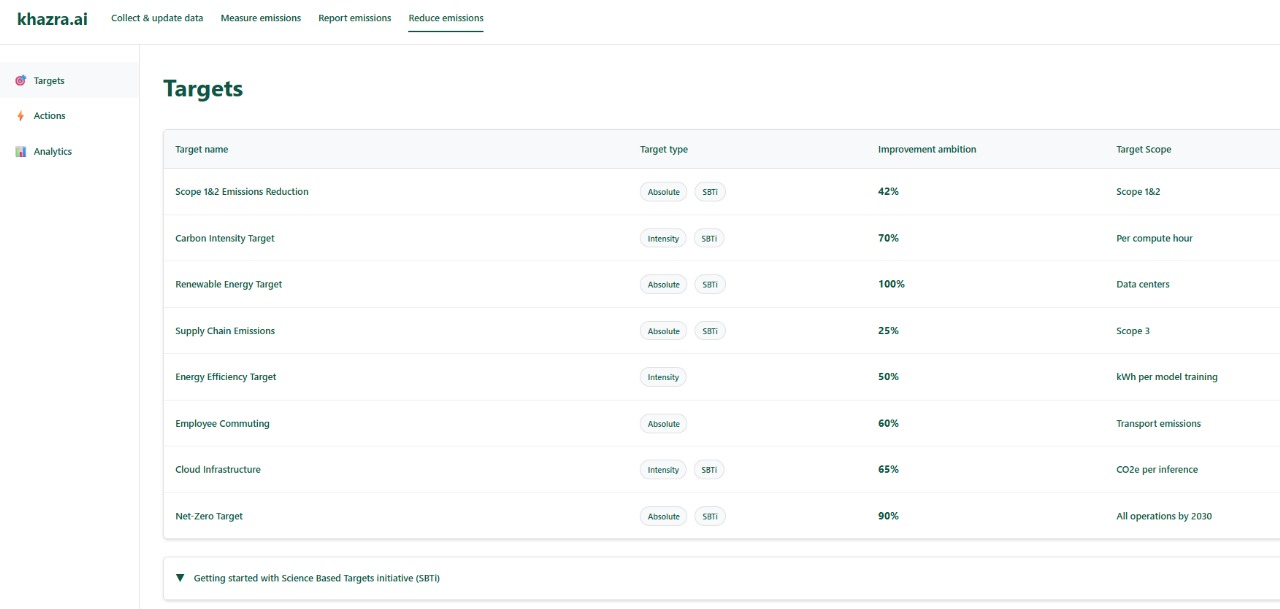 khazra.ai Collect & update data Measure emissions Report emissions Reduce emissions
Targets
Actions
Analytics
Targets
Target name Target type Improvement ambition Target Scope
Scope 1&2 Emissions Reduction Absolute SBTi 42% Scope 1&2
Carbon Intensity Target Intensity SBTi 70% Per compute hour
Renewable Energy Target Absolute SBTi 100% Data centers
Supply Chain Emissions Absolute SBTi 25% Scope 3
Energy Efficiency Target Intensity 50% kWh per model training
Employee Commuting Absolute 60% Transport emissions
Cloud Infrastructure Intensity SBTi 65% CO2e per inference
Net-Zero Target Absolute SBTi 90% All operations by 2030
Getting started with Science Based Targets initiative (SBTi)